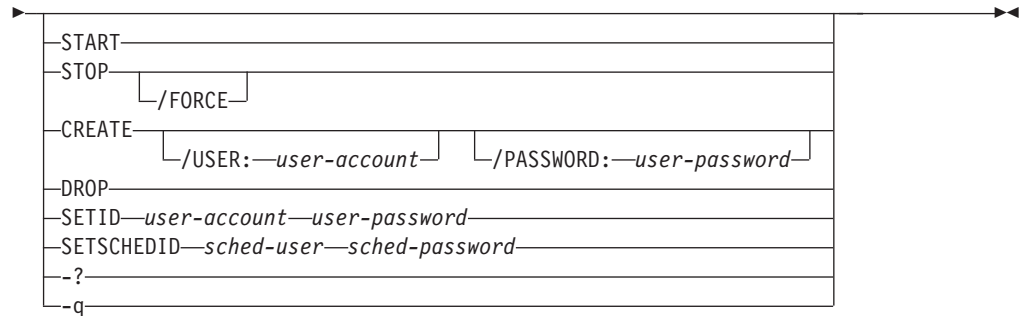 START
STOP
/FORCE
CREATE
/USER: user-account /PASSWORD: user-password
DROP
SETID user-account user-password
SETSCHEDID sched-user sched-password
-?
-q